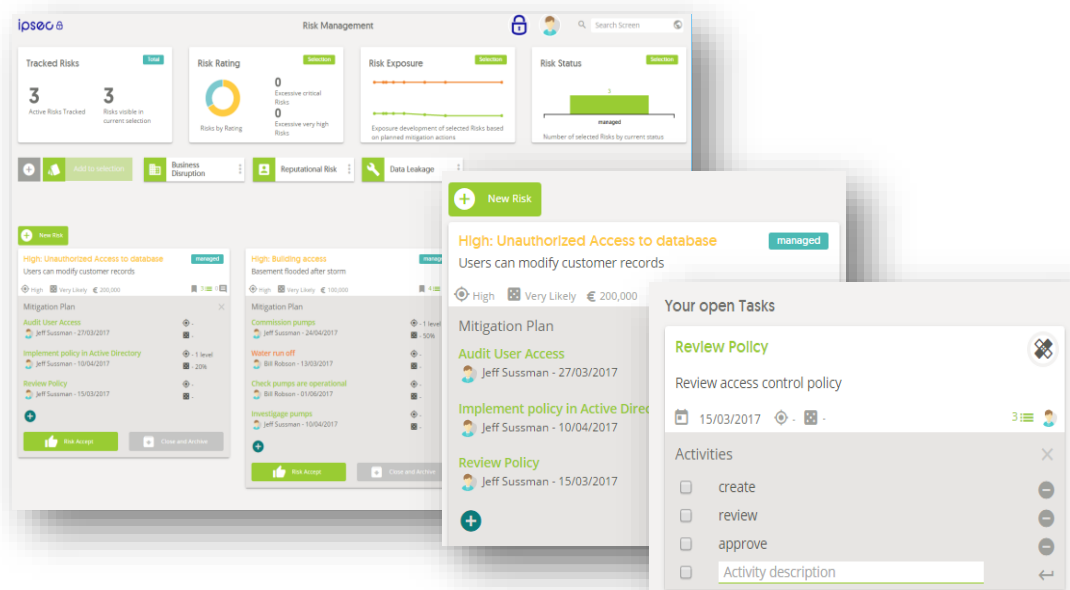 ipsec
Risk Management
Search Screen
Tracked Risks
Total
3
Active Risks Tracked
3
Risks visible in
current selection
Risk Rating
Selection
Risks by Rating
0
Excessive critical
Risks
0
Excessive very high
Risks
Risk Exposure
Selection
Exposure development of selected Risks based
on planned mitigation actions
Risk Status
Selection
3
managed
Number of selected Risks by current status
Add to selection
Business
Disruption
Reputational Risk
Data Leakage
New Risk
High: Unauthorized Access to database
managed
Users can modify customer records
High Very Likely € 200,000
3
Mitigation Plan
Audit User Access
Jeff Sussman - 27/03/2017
-
-
Implement policy in Active Directory
Jeff Sussman - 10/04/2017
- 1 level
- 20%
Review Policy
Jeff Sussman - 15/03/2017
-
-
Risk Accept
Close and Archive
High: Building access
manag
Basement flooded after storm
High Very Likely € 100,000
4
Mitigation Plan
Commission pumps
Jeff Sussman - 24/04/2017
- 1 level
- 50%
Water run off
Bill Robson - 13/03/2017
-
-
Check pumps are operational
Bill Robson - 01/06/2017
-
-
Investigage pumps
Jeff Sussman - 10/04/2017
-
-
Risk Accept
Close and Archive
New Risk
High: Unauthorized Access to database
managed
Users can modify customer records
High Very Likely € 200,000
Mitigation Plan
Audit User Access
Jeff Sussman - 27/03/2017
Implement policy in Active Direc
Jeff Sussman - 10/04/2017
Review Policy
Jeff Sussman - 15/03/2017
Your open Tasks
Review Policy
Review access control policy
15/03/2017 - -
3
Activities
create
review
approve
Activity description